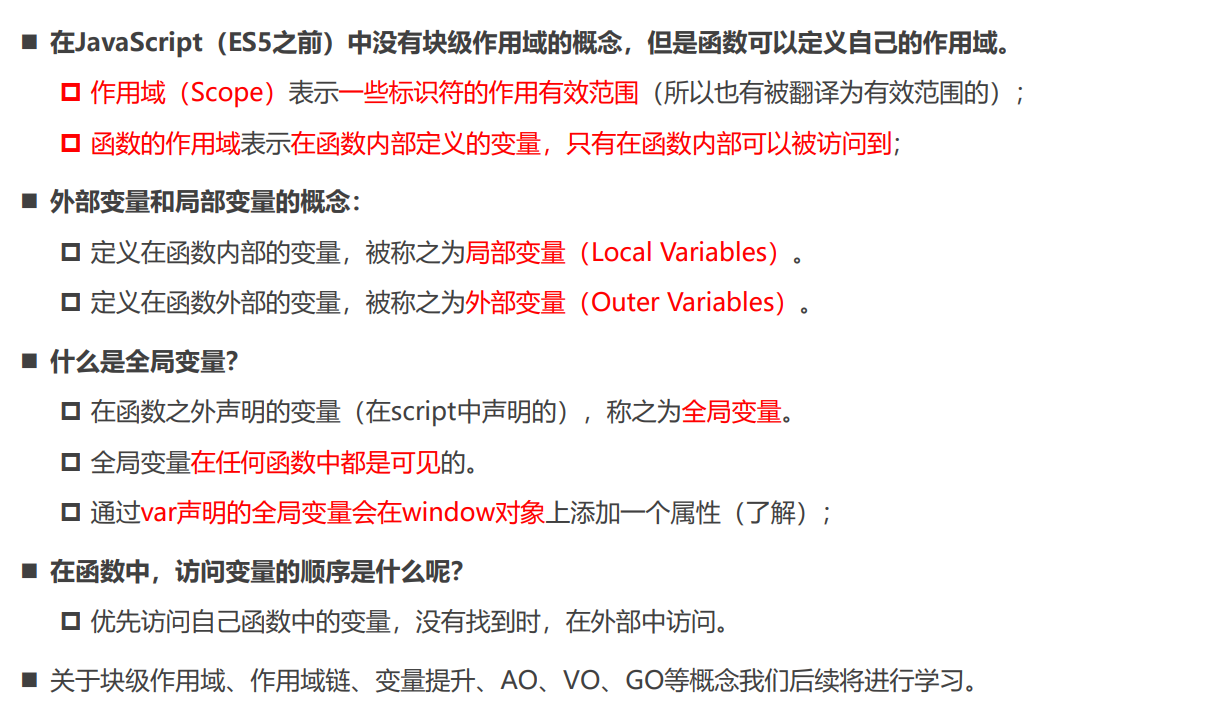 ■ 在JavaScript（ES5之前）中没有块级作用域的概念，但是函数可以定义自己的作用域。
作用域（Scope）表示一些标识符的作用有效范围（所以也有被翻译为有效范围的）；
函数的作用域表示在函数内部定义的变量，只有在函数内部可以被访问到；
■ 外部变量和局部变量的概念：
定义在函数内部的变量，被称之为局部变量（Local Variables）。
定义在函数外部的变量，被称之为外部变量（Outer Variables）。
■ 什么是全局变量？
在函数之外声明的变量（在script中声明的），称之为全局变量。
全局变量在任何函数中都是可见的。
通过var声明的全局变量会在window对象上添加一个属性（了解）；
■ 在函数中，访问变量的顺序是什么呢？
优先访问自己函数中的变量，没有找到时，在外部中访问。
■ 关于块级作用域、作用域链、变量提升、AO、VO、GO等概念我们后续将进行学习。